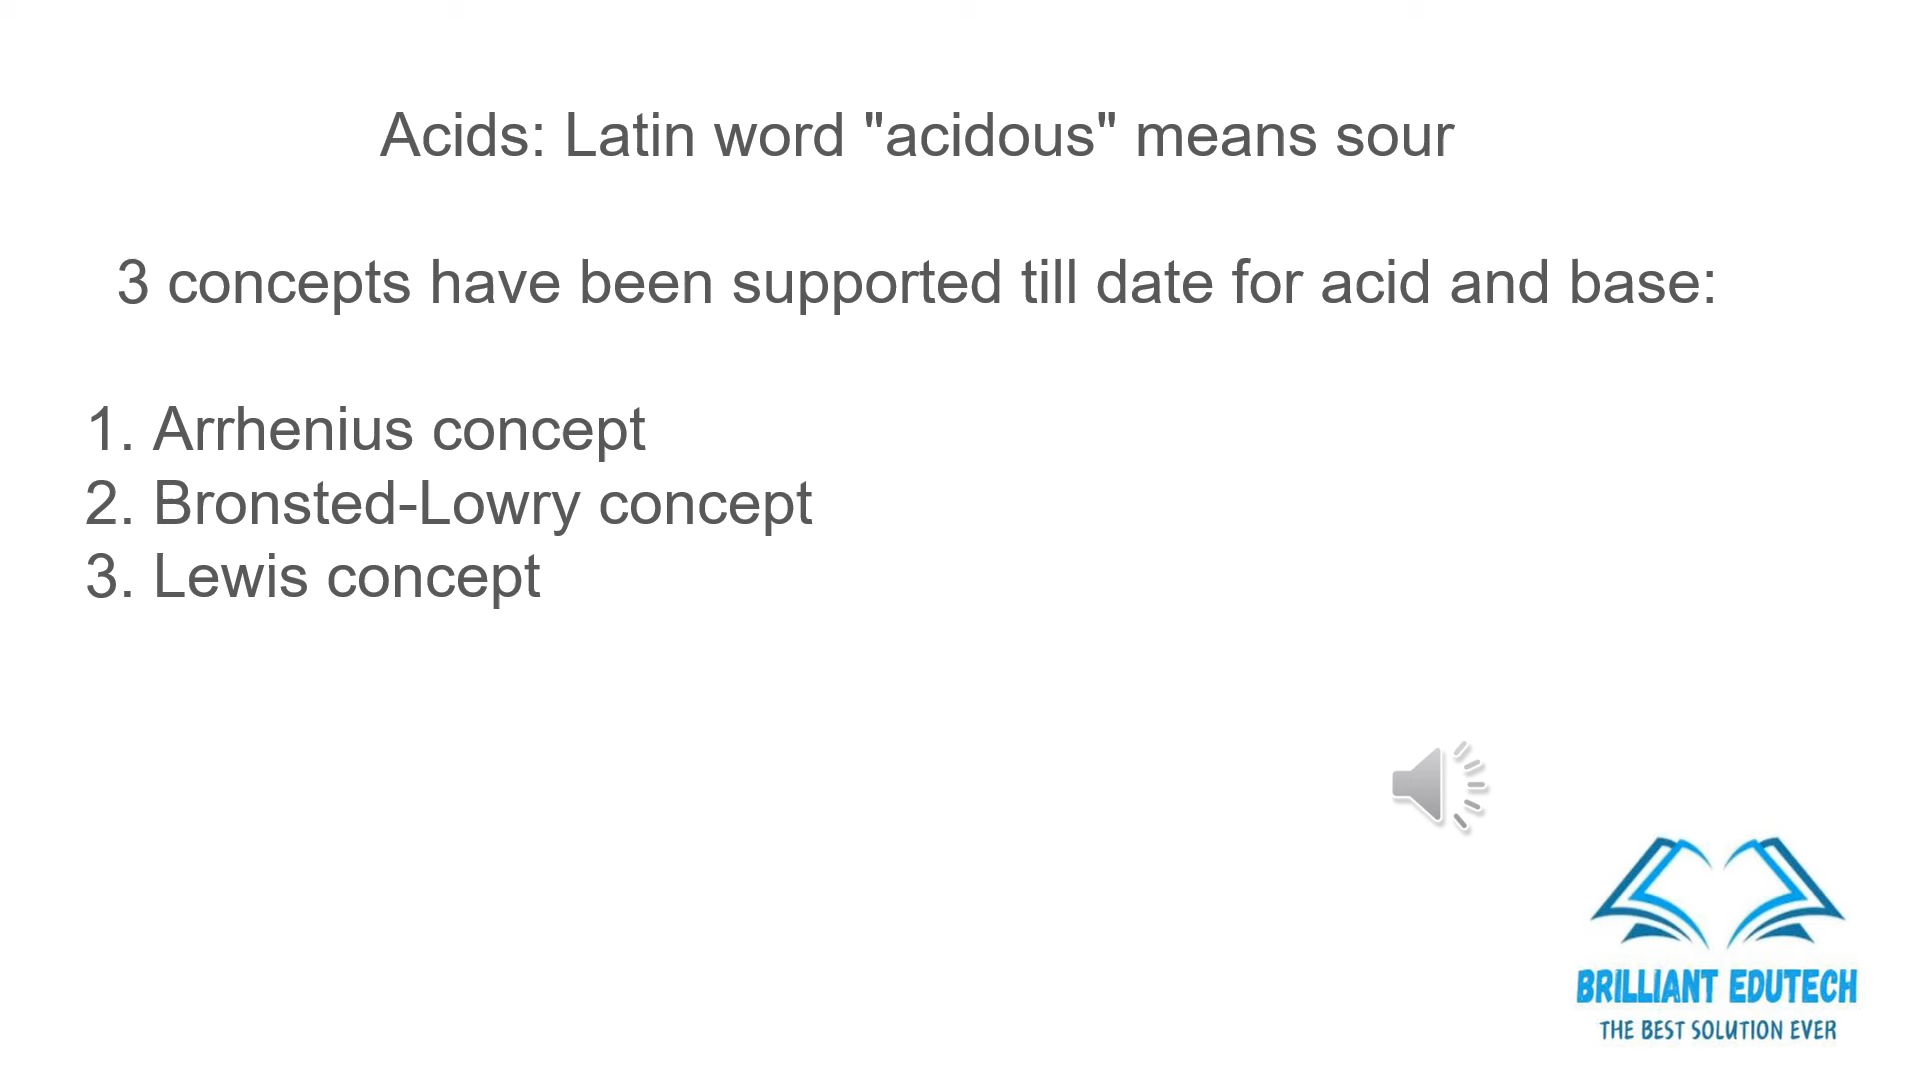 Acids: Latin word "acidous" means sour
3 concepts have been supported till date for acid and base:
1. Arrhenius concept
2. Bronsted-Lowry concept
3. Lewis concept
BRILLIANT EDUTECH
THE BEST SOLUTION EVER